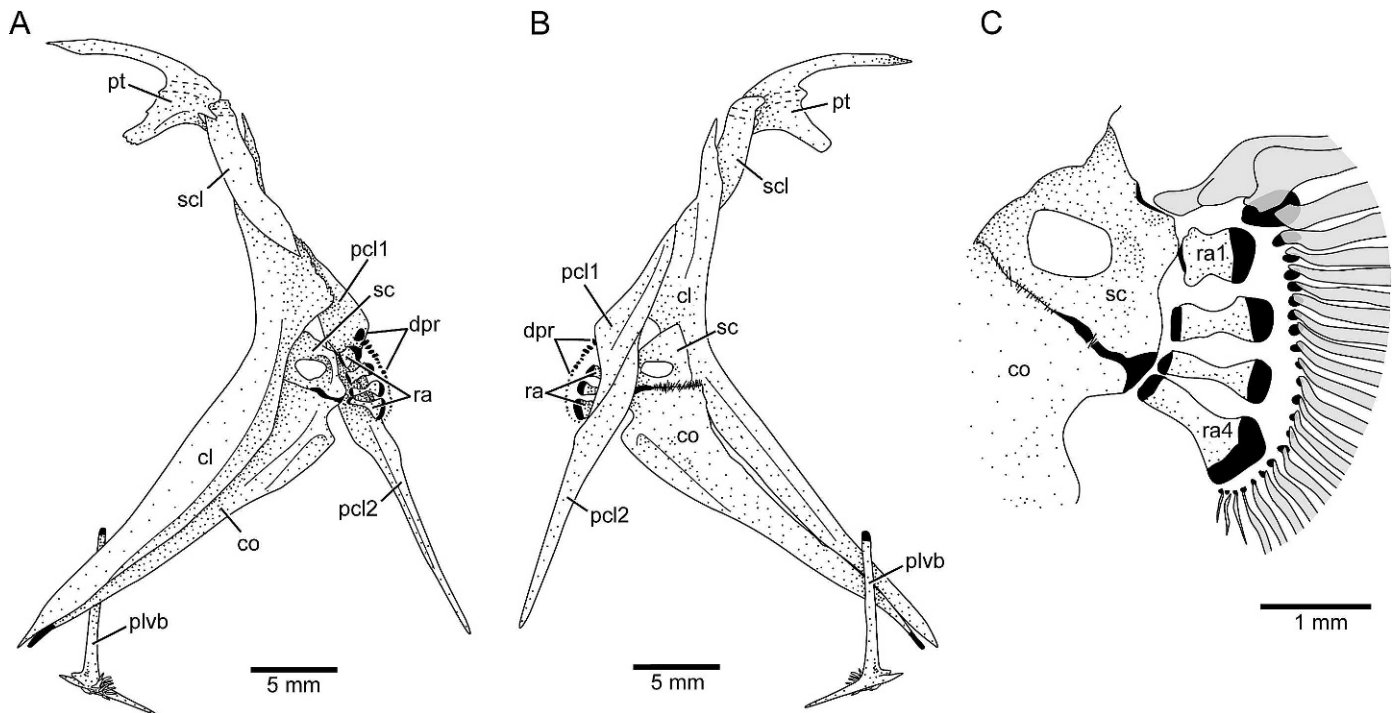 A
pt
scl
pcl1
sc
dpr
ra
cl
pcl2
co
plvb
5 mm
B
pt
scl
pcl1
cl
dpr
sc
ra
co
pcl2
plvb
5 mm
C
ra1
sc
co
ra4
1 mm